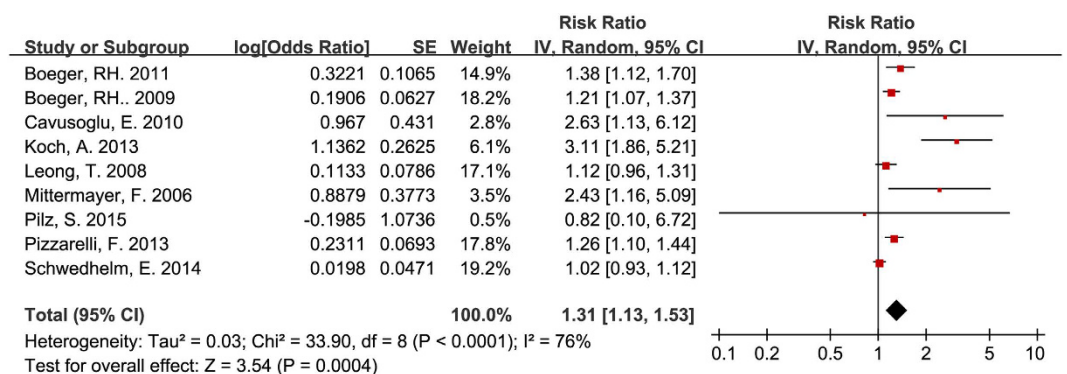 Risk Ratio Risk Ratio
Study or Subgroup log[Odds Ratio] SE Weight IV, Random, 95% CI IV, Random, 95% CI
Boeger, RH. 2011 0.3221 0.1065 14.9% 1.38 [1.12, 1.70]
Boeger, RH.. 2009 0.1906 0.0627 18.2% 1.21 [1.07, 1.37]
Cavusoglu, E. 2010 0.967 0.431 2.8% 2.63 [1.13, 6.12]
Koch, A. 2013 1.1362 0.2625 6.1% 3.11 [1.86, 5.21]
Leong, T. 2008 0.1133 0.0786 17.1% 1.12 [0.96, 1.31]
Mittermayer, F. 2006 0.8879 0.3773 3.5% 2.43 [1.16, 5.09]
Pilz, S. 2015 -0.1985 1.0736 0.5% 0.82 [0.10, 6.72]
Pizzarelli, F. 2013 0.2311 0.0693 17.8% 1.26 [1.10, 1.44]
Schwedhelm, E. 2014 0.0198 0.0471 19.2% 1.02 [0.93, 1.12]
Total (95% CI) 100.0% 1.31 [1.13, 1.53]
Heterogeneity: Tau² = 0.03; Chi² = 33.90, df = 8 (P < 0.0001); I² = 76%
Test for overall effect: Z = 3.54 (P = 0.0004)
0.1 0.2 0.5 1 2 5 10